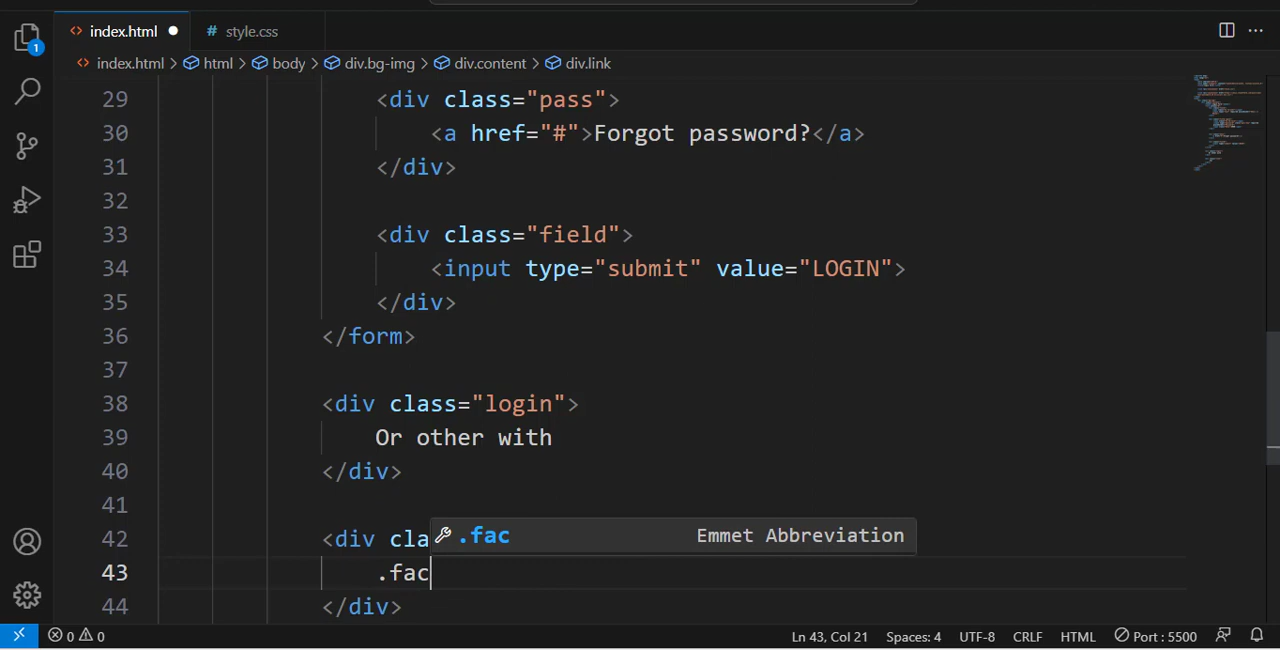 index.html
# style.css
1
index.html > html > body > div.bg-img > div.content > div.link
29 <div class="pass">
30 <a href="#">Forgot password?</a>
31 </div>
32
33 <div class="field">
34 <input type="submit" value="LOGIN">
35 </div>
36 </form>
37
38 <div class="login">
39 Or other with
40 </div>
41
42 <div cla
.fac Emmet Abbreviation
43 .fac
44 </div>
0 0 Ln 43, Col 21 Spaces: 4 UTF-8 CRLF HTML Port : 5500